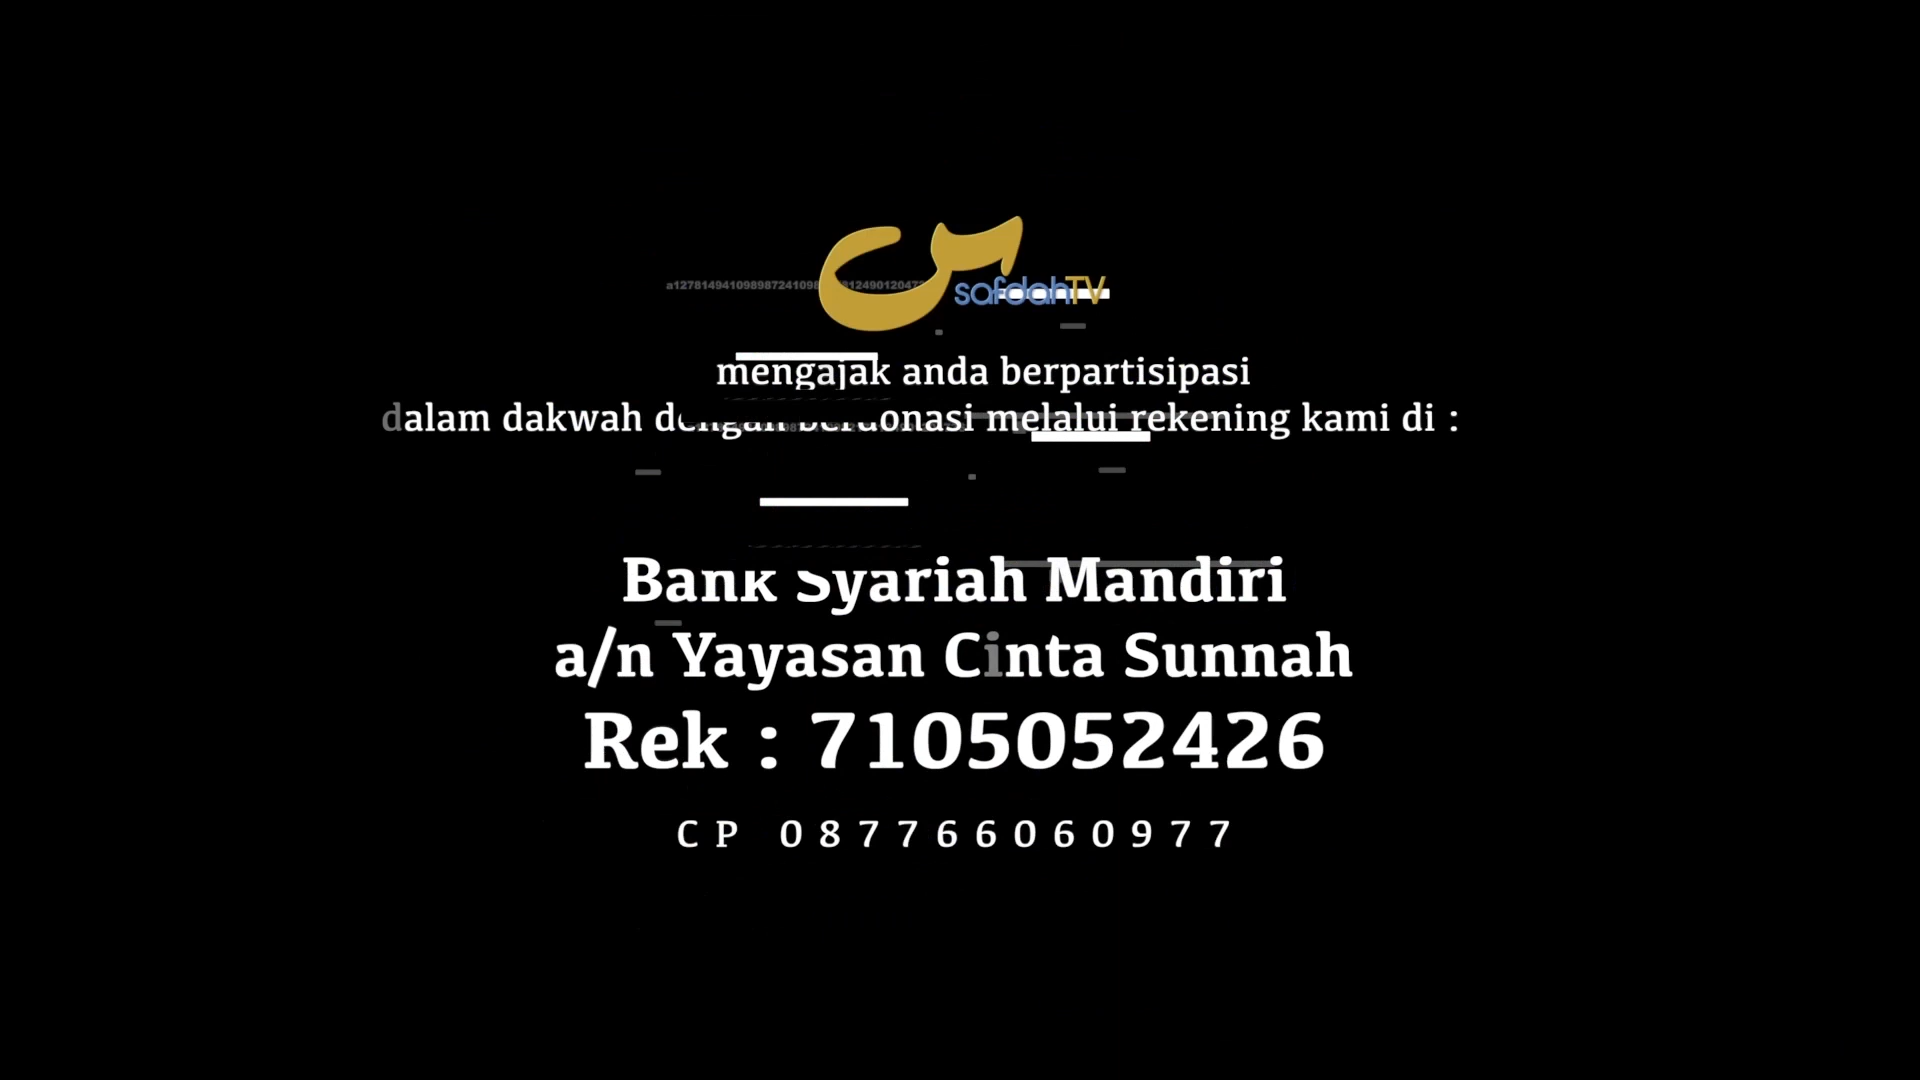 safdahTV
mengajak anda berpartisipasi
dalam dakwah dengan berdonasi melalui rekening kami di :
Bank Syariah Mandiri
a/n Yayasan Cinta Sunnah
Rek : 7105052426
CP 087766060977